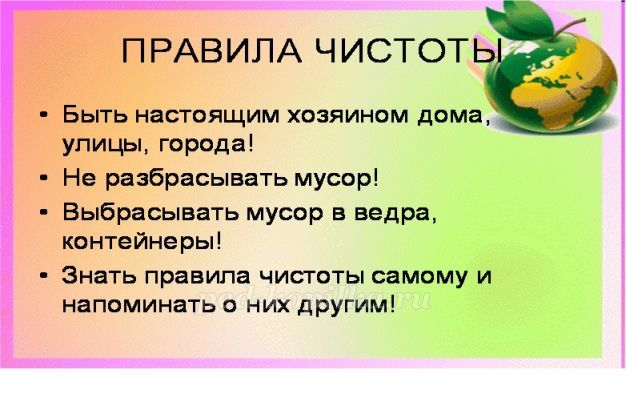 ПРАВИЛА ЧИСТОТЫ
• Быть настоящим хозяином дома,
улицы, города!
• Не разбрасывать мусор!
• Выбрасывать мусор в ведра,
контейнеры!
• Знать правила чистоты самому и
напоминать о них другим!